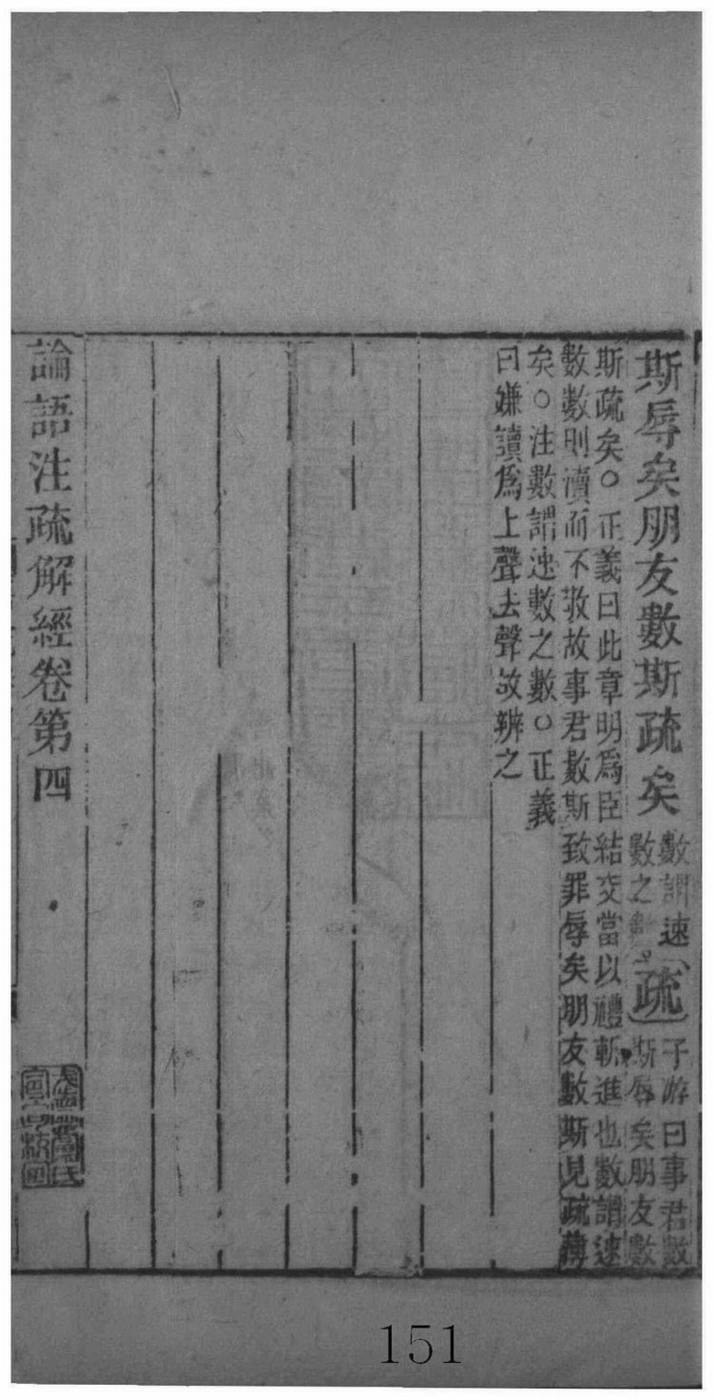 斯辱矣朋友數斯疏矣數謂速數之數疏子游曰事君數斯辱矣朋友數
斯疏矣○正義曰此章明爲臣結交當以禮漸進也數謂速
數數則瀆而不敬故事君數斯致罪辱矣朋友數斯見疏薄
矣○注數謂速數之數○正義
曰嫌讀爲上聲去聲故辨之
論語注疏解經卷第四
151